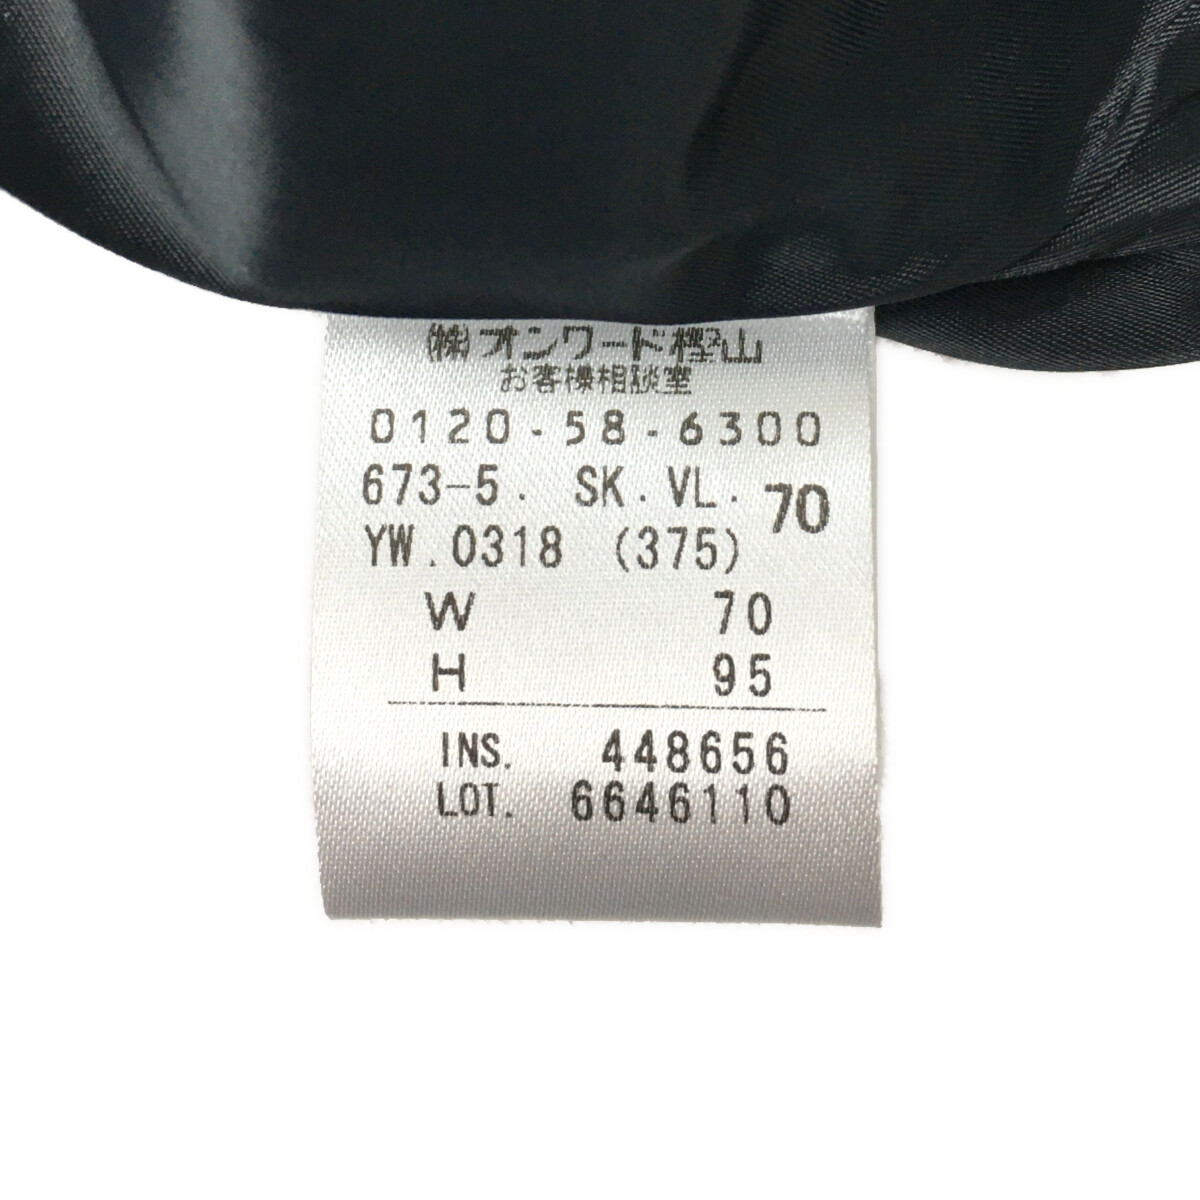 (株)オンワード樫山
お客様相談室
0120-58-6300
673-5. SK.VL. 70
YW.0318 (375)
W 70
H 95
INS. 448656
LOT. 6646110